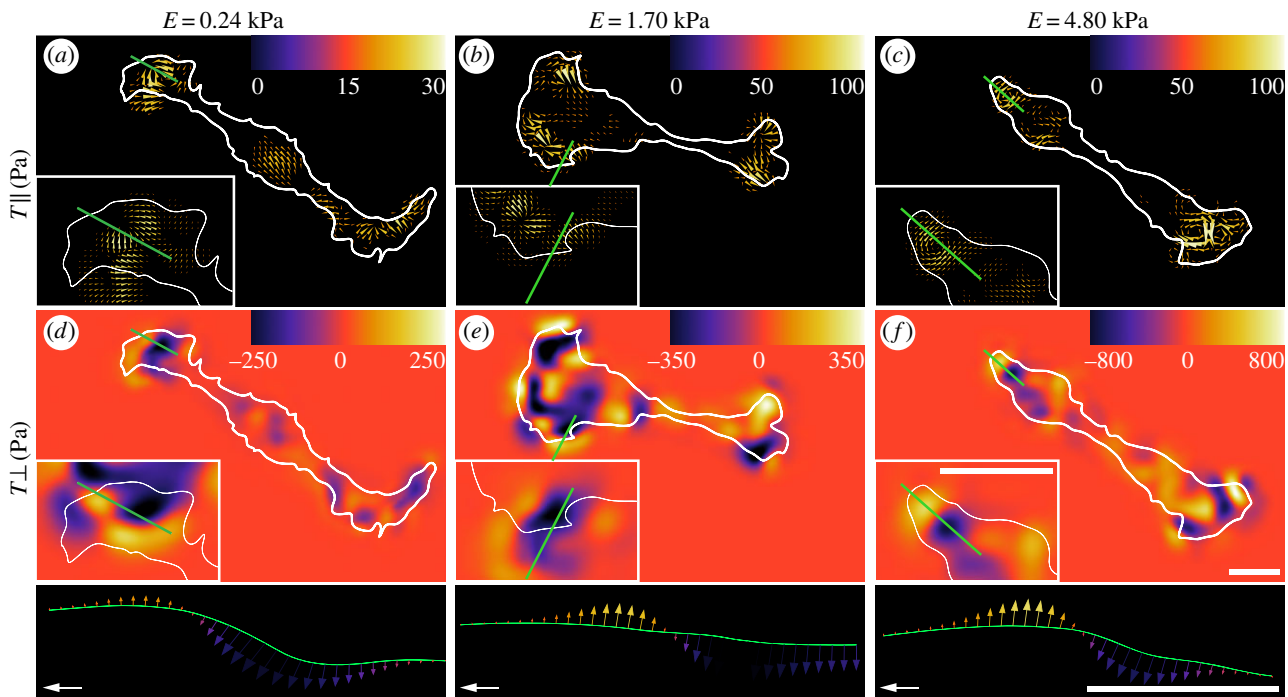 E = 0.24 kPa E = 1.70 kPa E = 4.80 kPa
(a) (b) (c)
0 15 30 0 50 100 0 50 100
T|| (Pa)
(d) (e) (f)
−250 0 250 −350 0 350 −800 0 800
T⊥ (Pa)